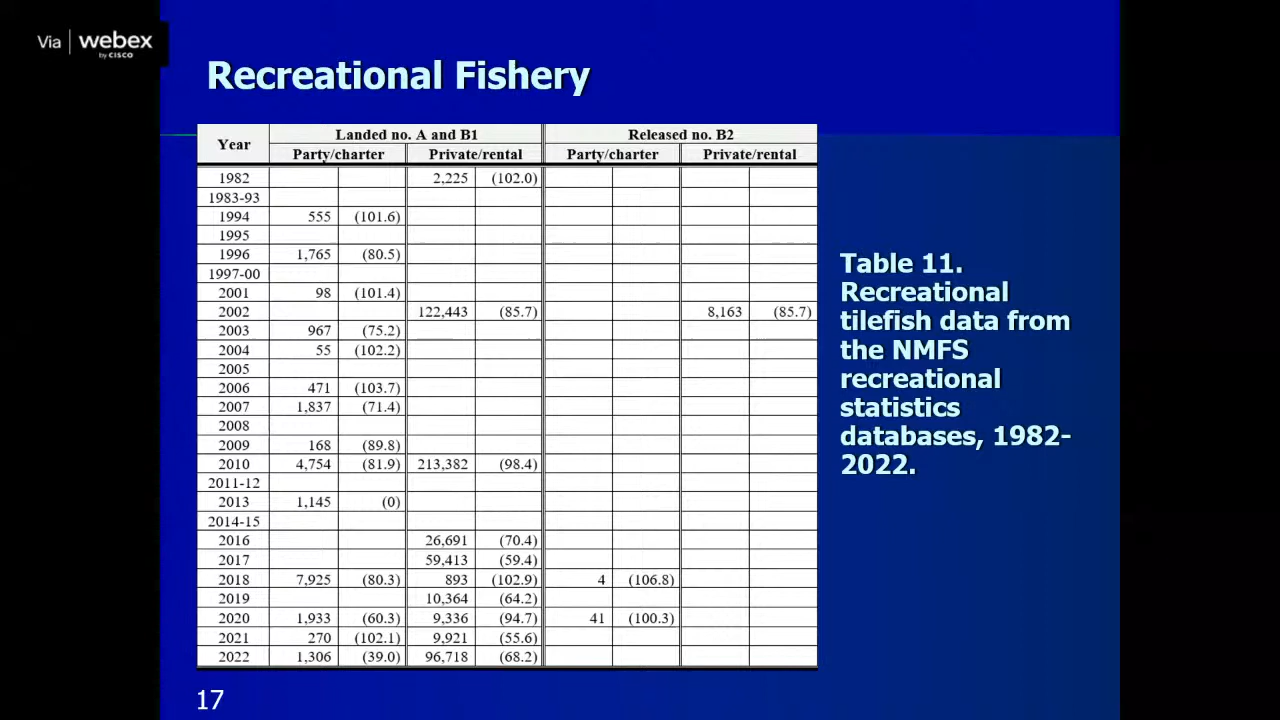 Via | webex
by CISCO
Recreational Fishery
Year Landed no. A and B1 Released no. B2
Party/charter Private/rental Party/charter Private/rental
1982 2,225 (102.0)
1983-93
1994 555 (101.6)
1995
1996 1,765 (80.5)
1997-00
2001 98 (101.4)
2002 122,443 (85.7) 8,163 (85.7)
2003 967 (75.2)
2004 55 (102.2)
2005
2006 471 (103.7)
2007 1,837 (71.4)
2008
2009 168 (89.8)
2010 4,754 (81.9) 213,382 (98.4)
2011-12
2013 1,145 (0)
2014-15
2016 26,691 (70.4)
2017 59,413 (59.4)
2018 7,925 (80.3) 893 (102.9) 4 (106.8)
2019 10,364 (64.2)
2020 1,933 (60.3) 9,336 (94.7) 41 (100.3)
2021 270 (102.1) 9,921 (55.6)
2022 1,306 (39.0) 96,718 (68.2)
Table 11.
Recreational
tilefish data from
the NMFS
recreational
statistics
databases, 1982-
2022.
17